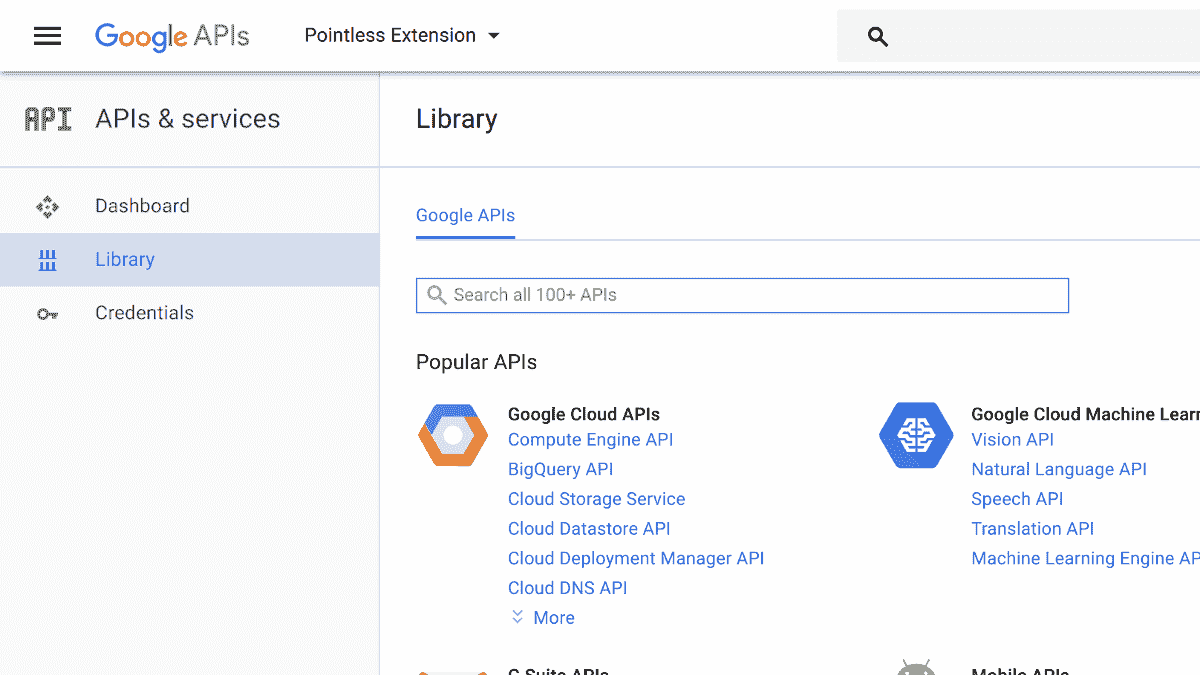 Google APIs
Pointless Extension
API APIs & services
Library
Dashboard
Library
Credentials
Google APIs
Search all 100+ APIs
Popular APIs
Google Cloud APIs
Compute Engine API
BigQuery API
Cloud Storage Service
Cloud Datastore API
Cloud Deployment Manager API
Cloud DNS API
More
Google Cloud Machine Learn
Vision API
Natural Language API
Speech API
Translation API
Machine Learning Engine AP
G Suite APIs
Mobile APIs